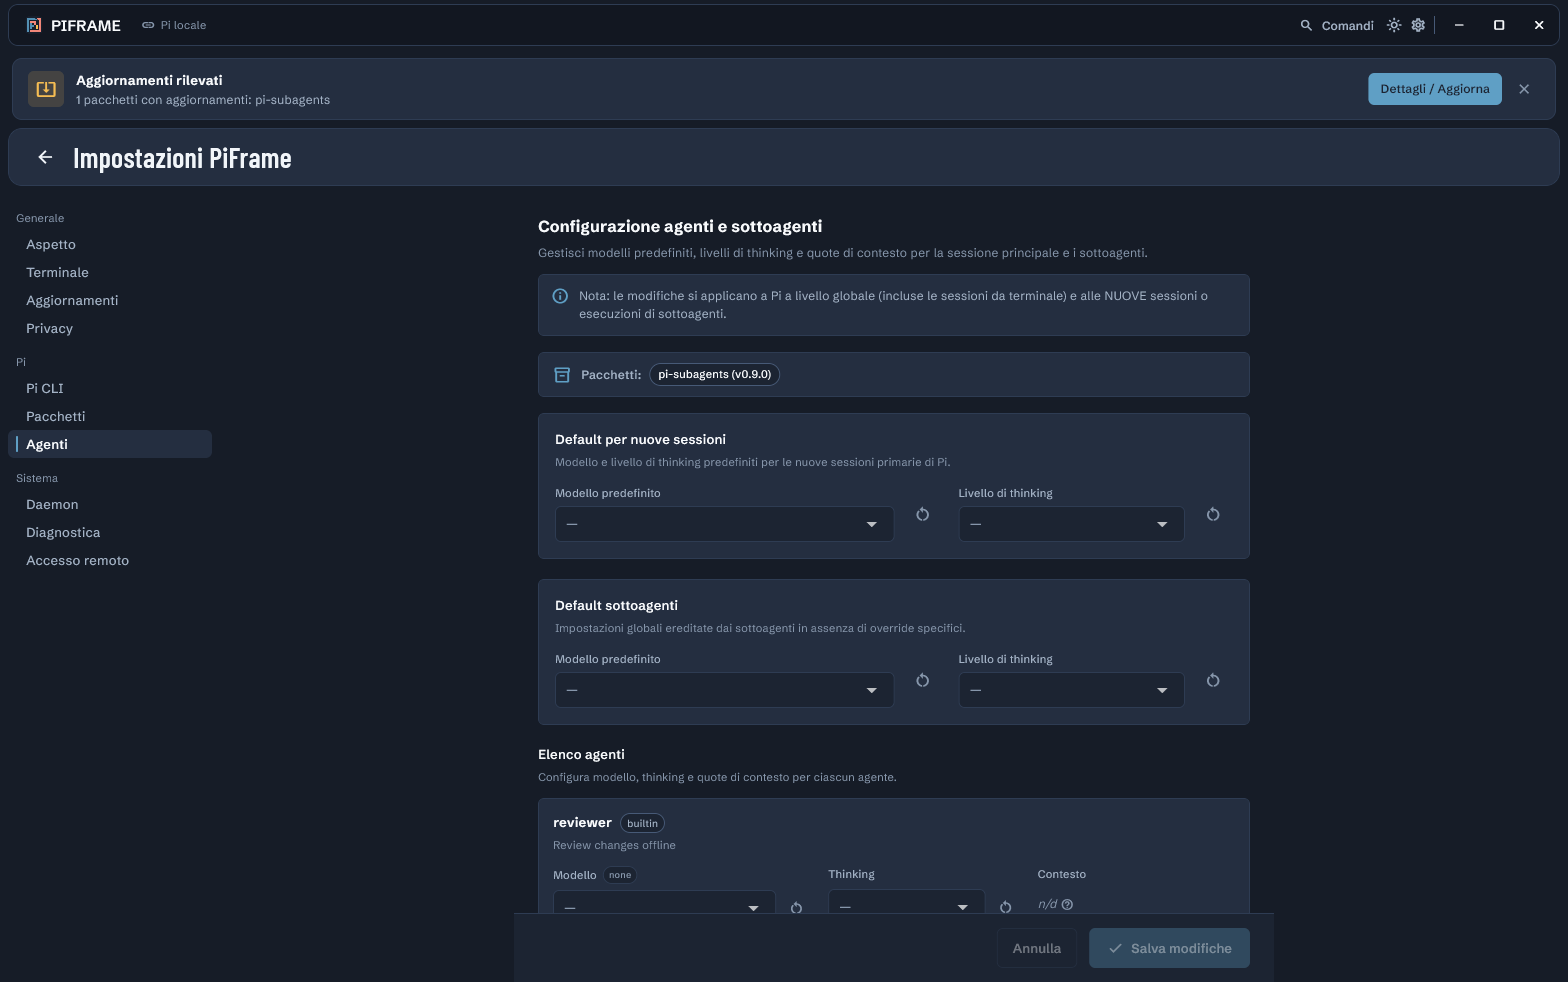 PIFRAME
Pi locale
Comandi
Aggiornamenti rilevati
1 pacchetti con aggiornamenti: pi-subagents
Dettagli / Aggiorna
Impostazioni PiFrame
Generale
Aspetto
Terminale
Aggiornamenti
Privacy
Pi
Pi CLI
Pacchetti
Agenti
Sistema
Daemon
Diagnostica
Accesso remoto
Configurazione agenti e sottoagenti
Gestisci modelli predefiniti, livelli di thinking e quote di contesto per la sessione principale e i sottoagenti.
Nota: le modifiche si applicano a Pi a livello globale (incluse le sessioni da terminale) e alle NUOVE sessioni o
esecuzioni di sottoagenti.
Pacchetti: pi-subagents (v0.9.0)
Default per nuove sessioni
Modello e livello di thinking predefiniti per le nuove sessioni primarie di Pi.
Modello predefinito Livello di thinking
— —
Default sottoagenti
Impostazioni globali ereditate dai sottoagenti in assenza di override specifici.
Modello predefinito Livello di thinking
— —
Elenco agenti
Configura modello, thinking e quote di contesto per ciascun agente.
reviewer builtin
Review changes offline
Modello none Thinking Contesto
— — n/d
Annulla Salva modifiche